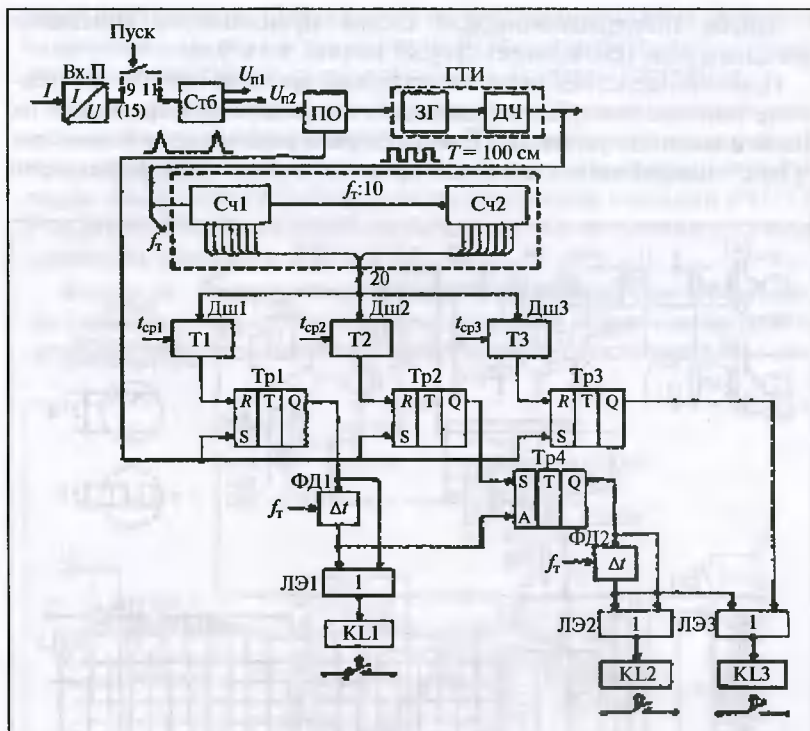 Пуск
Вх.П
ГТИ
I
I
U
9 11
(15)
Стб
Uп1
Uп2
ПО
ЗГ
ДЧ
T = 100 см
Сч1
fт:10
Сч2
fт
20
Дш1
Дш2
Дш3
tср1
T1
tср2
T2
tср3
T3
Тр1
Тр2
Тр3
R T Q
S
R T Q
S
R T Q
S
Тр4
S T Q
A
ФД1
fт
Δt
ФД2
fт
Δt
ЛЭ1
1
ЛЭ2
1
ЛЭ3
1
KL1
KL2
KL3